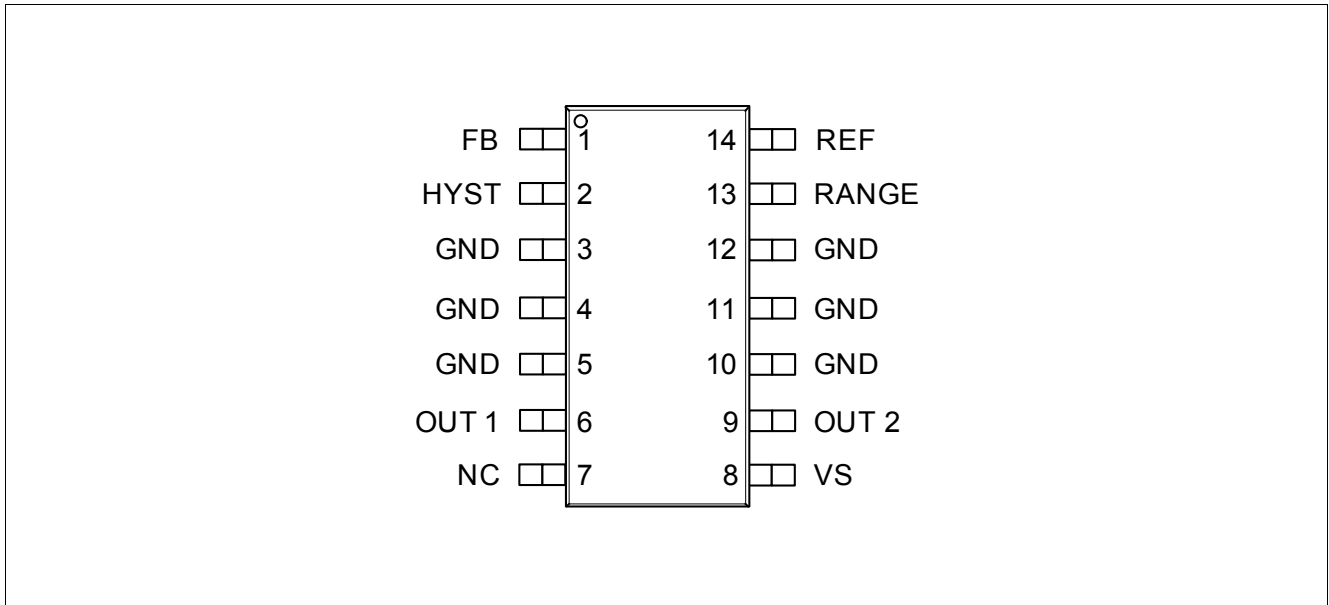 FB 1 14 REF
HYST 2 13 RANGE
GND 3 12 GND
GND 4 11 GND
GND 5 10 GND
OUT 1 6 9 OUT 2
NC 7 8 VS